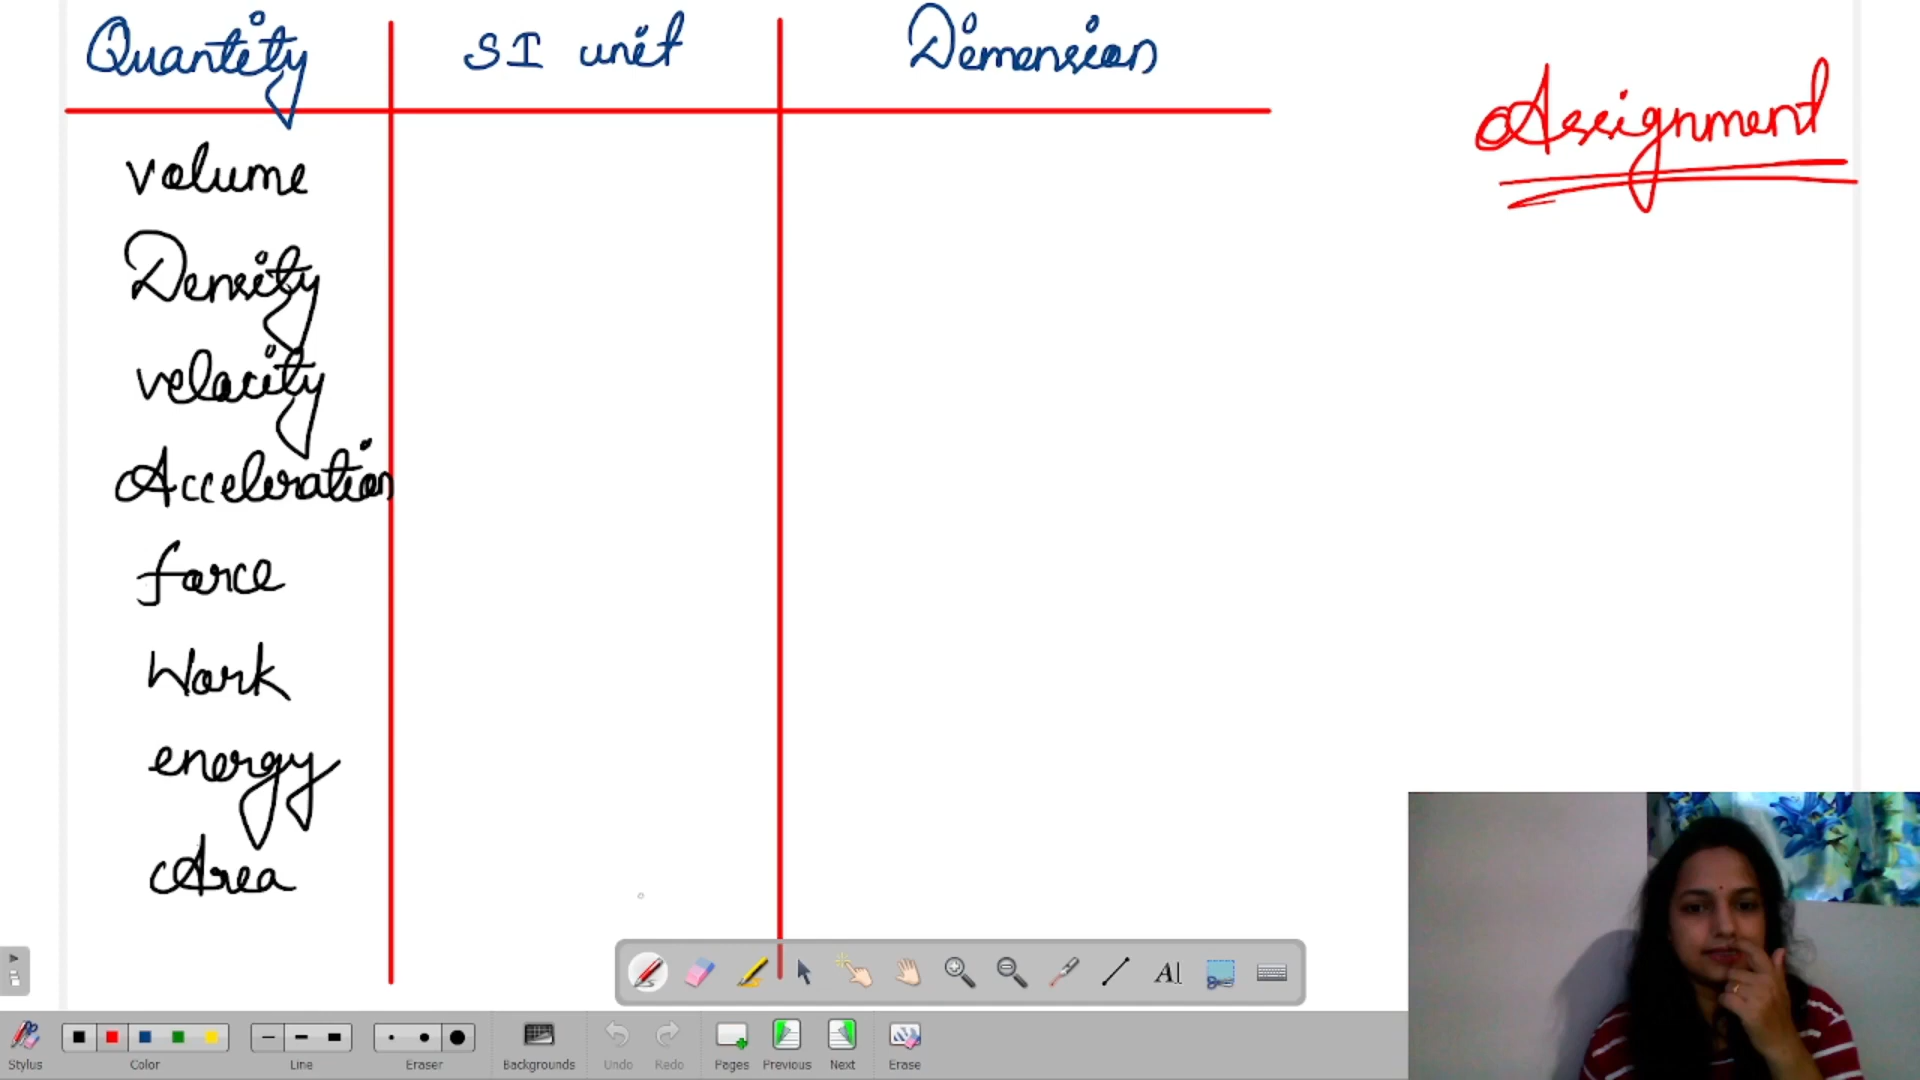 Quantity SI unit Dimension
Assignment
volume
Density
velocity
Acceleration
force
Work
energy
Area
AI
Stylus Color Line Eraser Backgrounds Undo Redo Pages Previous Next Erase